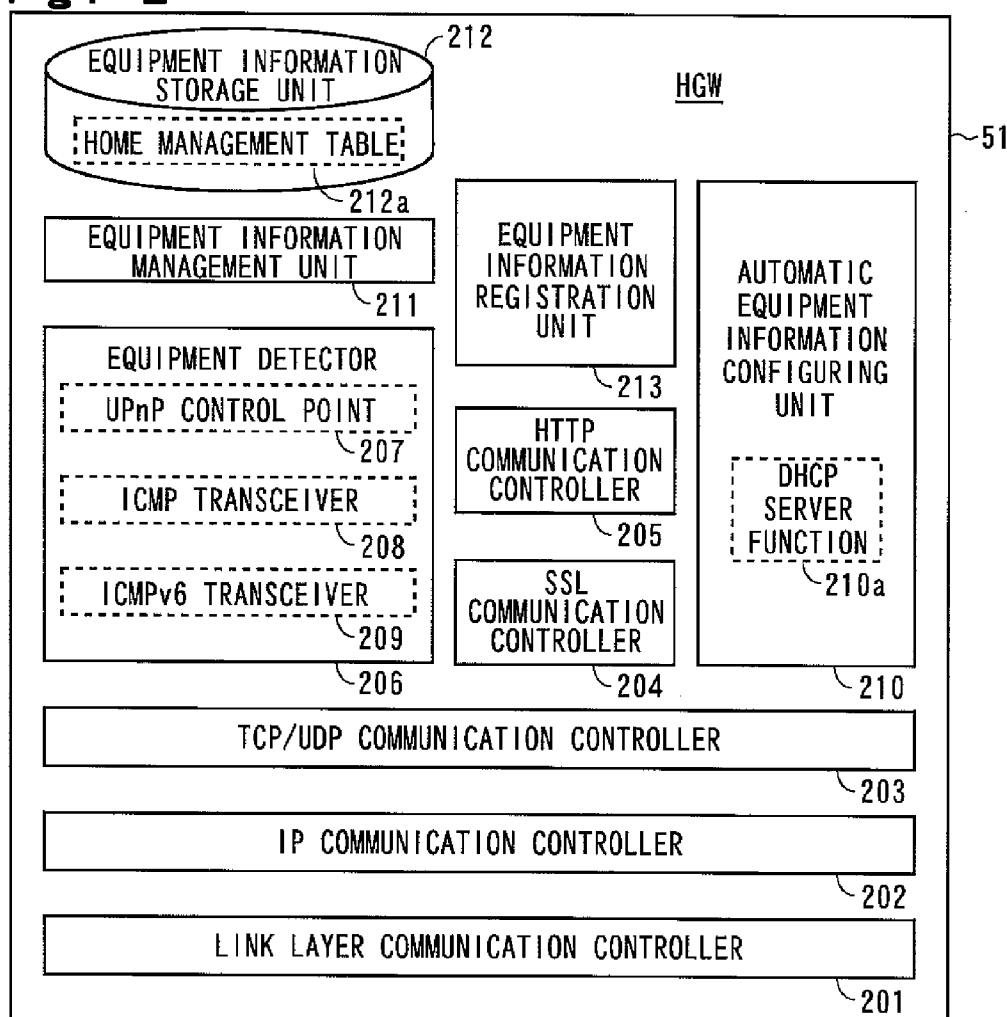 212
EQUIPMENT INFORMATION
STORAGE UNIT
HGW
51
HOME MANAGEMENT TABLE
212a
EQUIPMENT INFORMATION
MANAGEMENT UNIT
211
EQUIPMENT
INFORMATION
REGISTRATION
UNIT
213
AUTOMATIC
EQUIPMENT
INFORMATION
CONFIGURING
UNIT
EQUIPMENT DETECTOR
UPnP CONTROL POINT
207
ICMP TRANSCEIVER
208
ICMPv6 TRANSCEIVER
209
206
HTTP
COMMUNICATION
CONTROLLER
205
SSL
COMMUNICATION
CONTROLLER
204
DHCP
SERVER
FUNCTION
210a
210
TCP/UDP COMMUNICATION CONTROLLER
203
IP COMMUNICATION CONTROLLER
202
LINK LAYER COMMUNICATION CONTROLLER
201